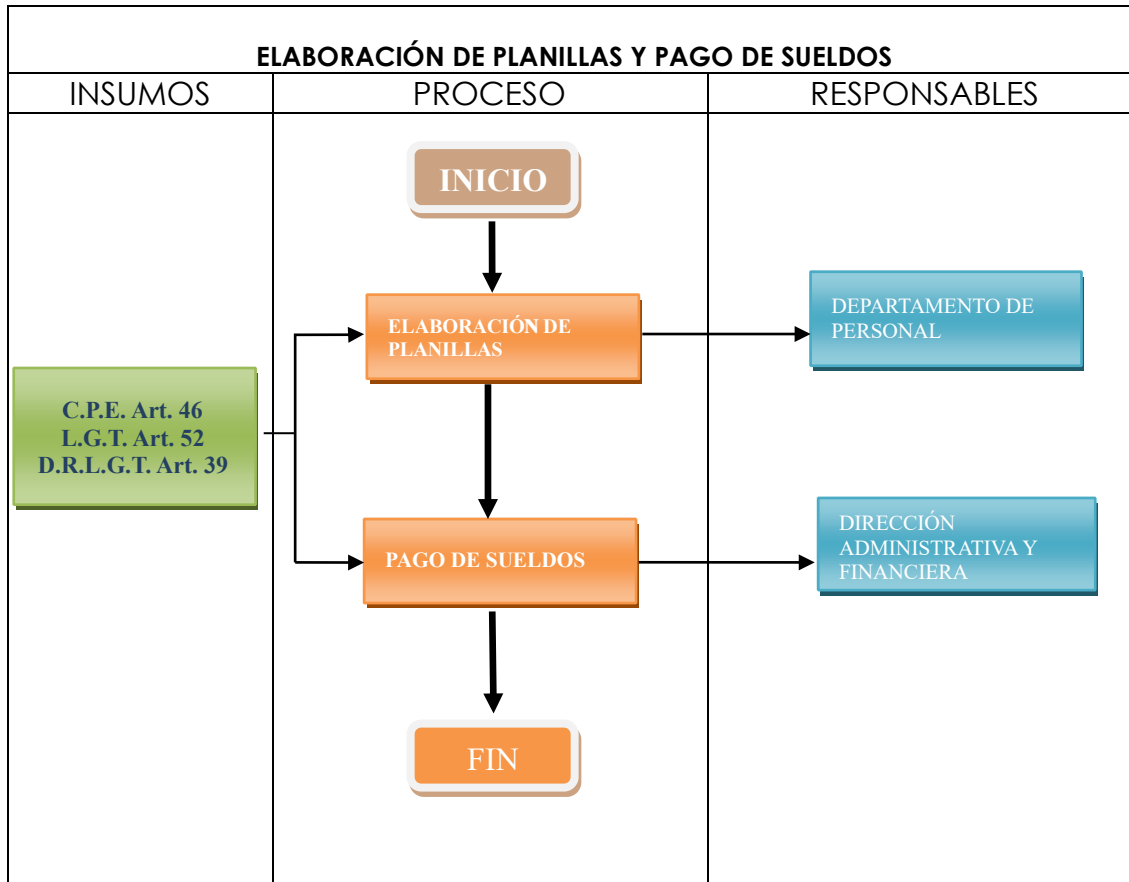 ELABORACIÓN DE PLANILLAS Y PAGO DE SUELDOS
INSUMOS
PROCESO
RESPONSABLES
INICIO
ELABORACIÓN DE
PLANILLAS
DEPARTAMENTO DE
PERSONAL
C.P.E. Art. 46
L.G.T. Art. 52
D.R.L.G.T. Art. 39
PAGO DE SUELDOS
DIRECCIÓN
ADMINISTRATIVA Y
FINANCIERA
FIN